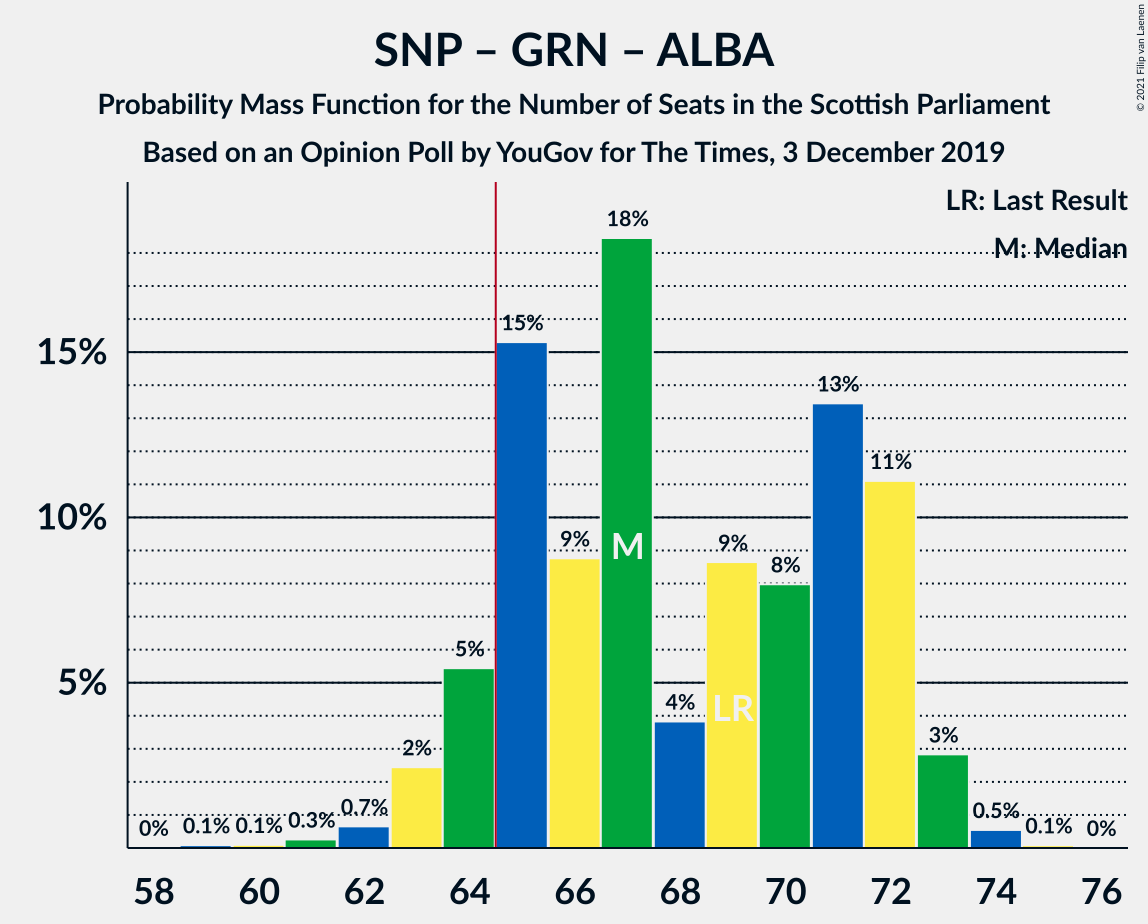 SNP – GRN – ALBA
Probability Mass Function for the Number of Seats in the Scottish Parliament
Based on an Opinion Poll by YouGov for The Times, 3 December 2019
© 2021 Filip van Laenen
LR: Last Result
M: Median
15%
10%
5%
0%
0.1%
0.1%
0.3%
0.7%
2%
5%
15%
9%
18%
4%
9%
8%
13%
11%
3%
0.5%
0.1%
0%
M
LR
58 60 62 64 66 68 70 72 74 76